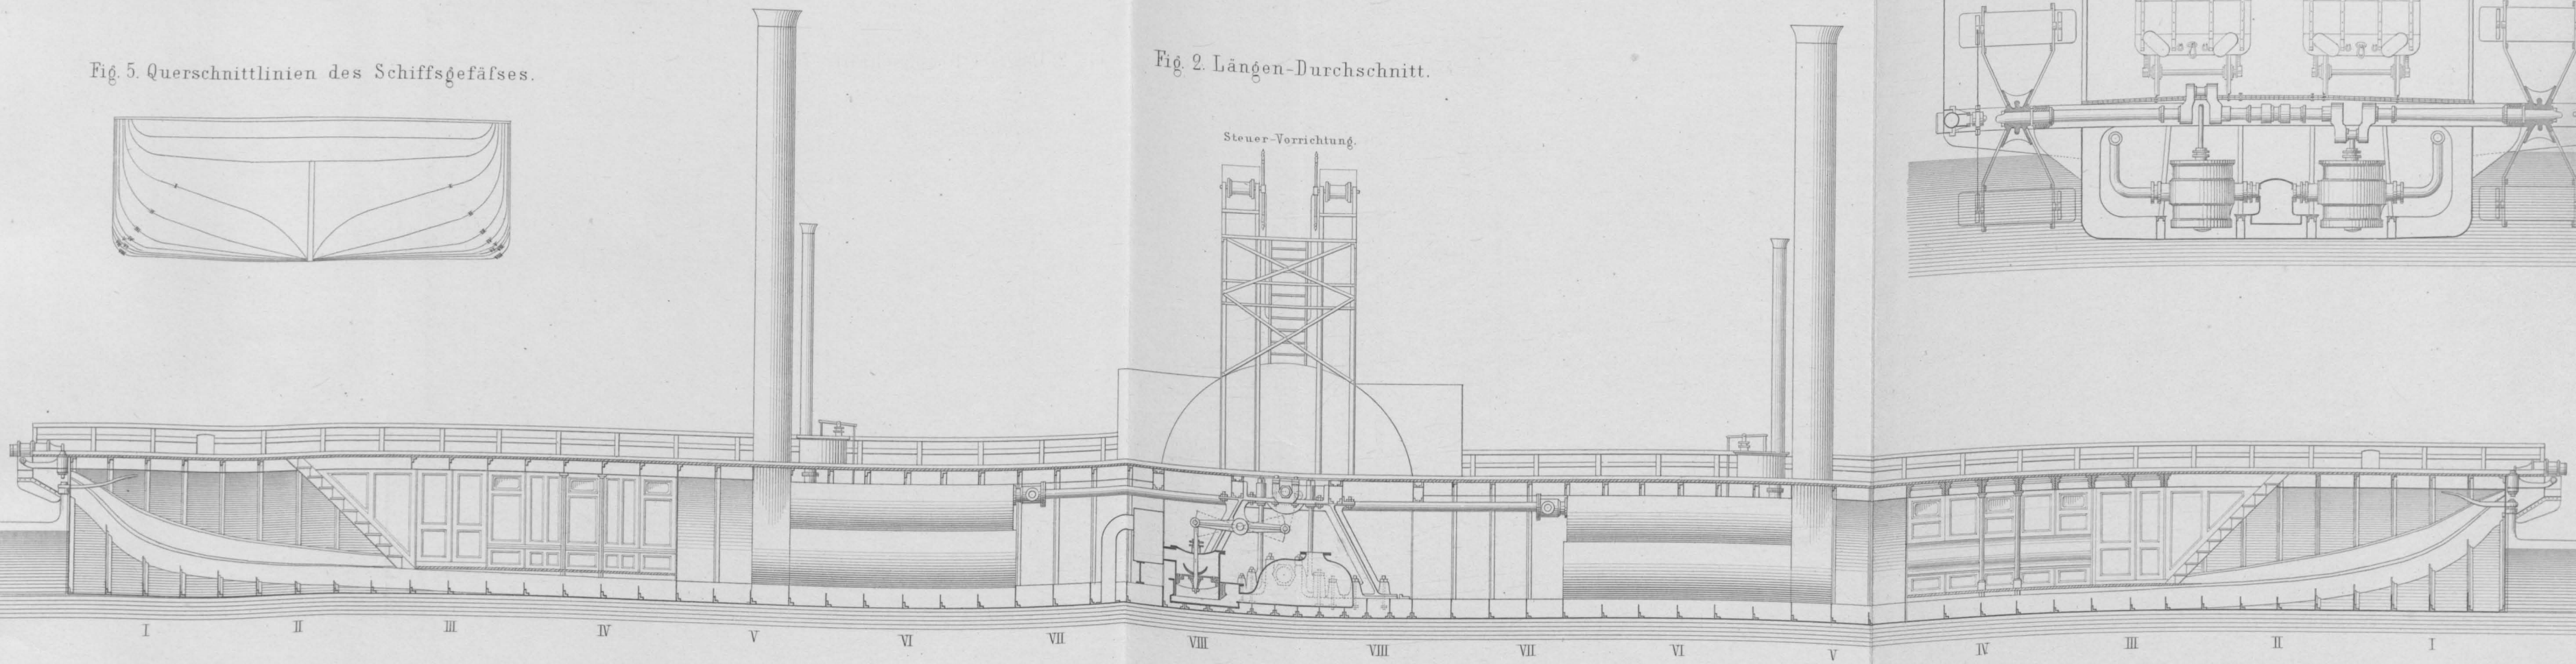 Fig. 5. Querschnittlinien des Schiffsgefäſses.
Fig. 2. Längen-Durchschnitt.
Steuer-Vorrichtung.
I II III IV V VI VII VIII VIII VII VI V IV III II I